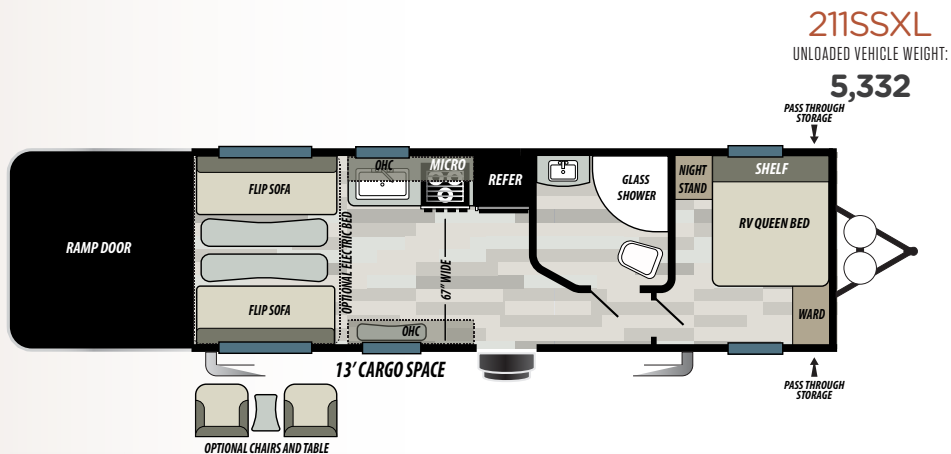 211SSXL
UNLOADED VEHICLE WEIGHT:
5,332
PASS THROUGH
STORAGE
RAMP DOOR
FLIP SOFA
FLIP SOFA
OPTIONAL ELECTRIC BED
OHC
MICRO
REFER
67" WIDE
OHC
GLASS
SHOWER
NIGHT
STAND
SHELF
RV QUEEN BED
WARD
13' CARGO SPACE
PASS THROUGH
STORAGE
OPTIONAL CHAIRS AND TABLE